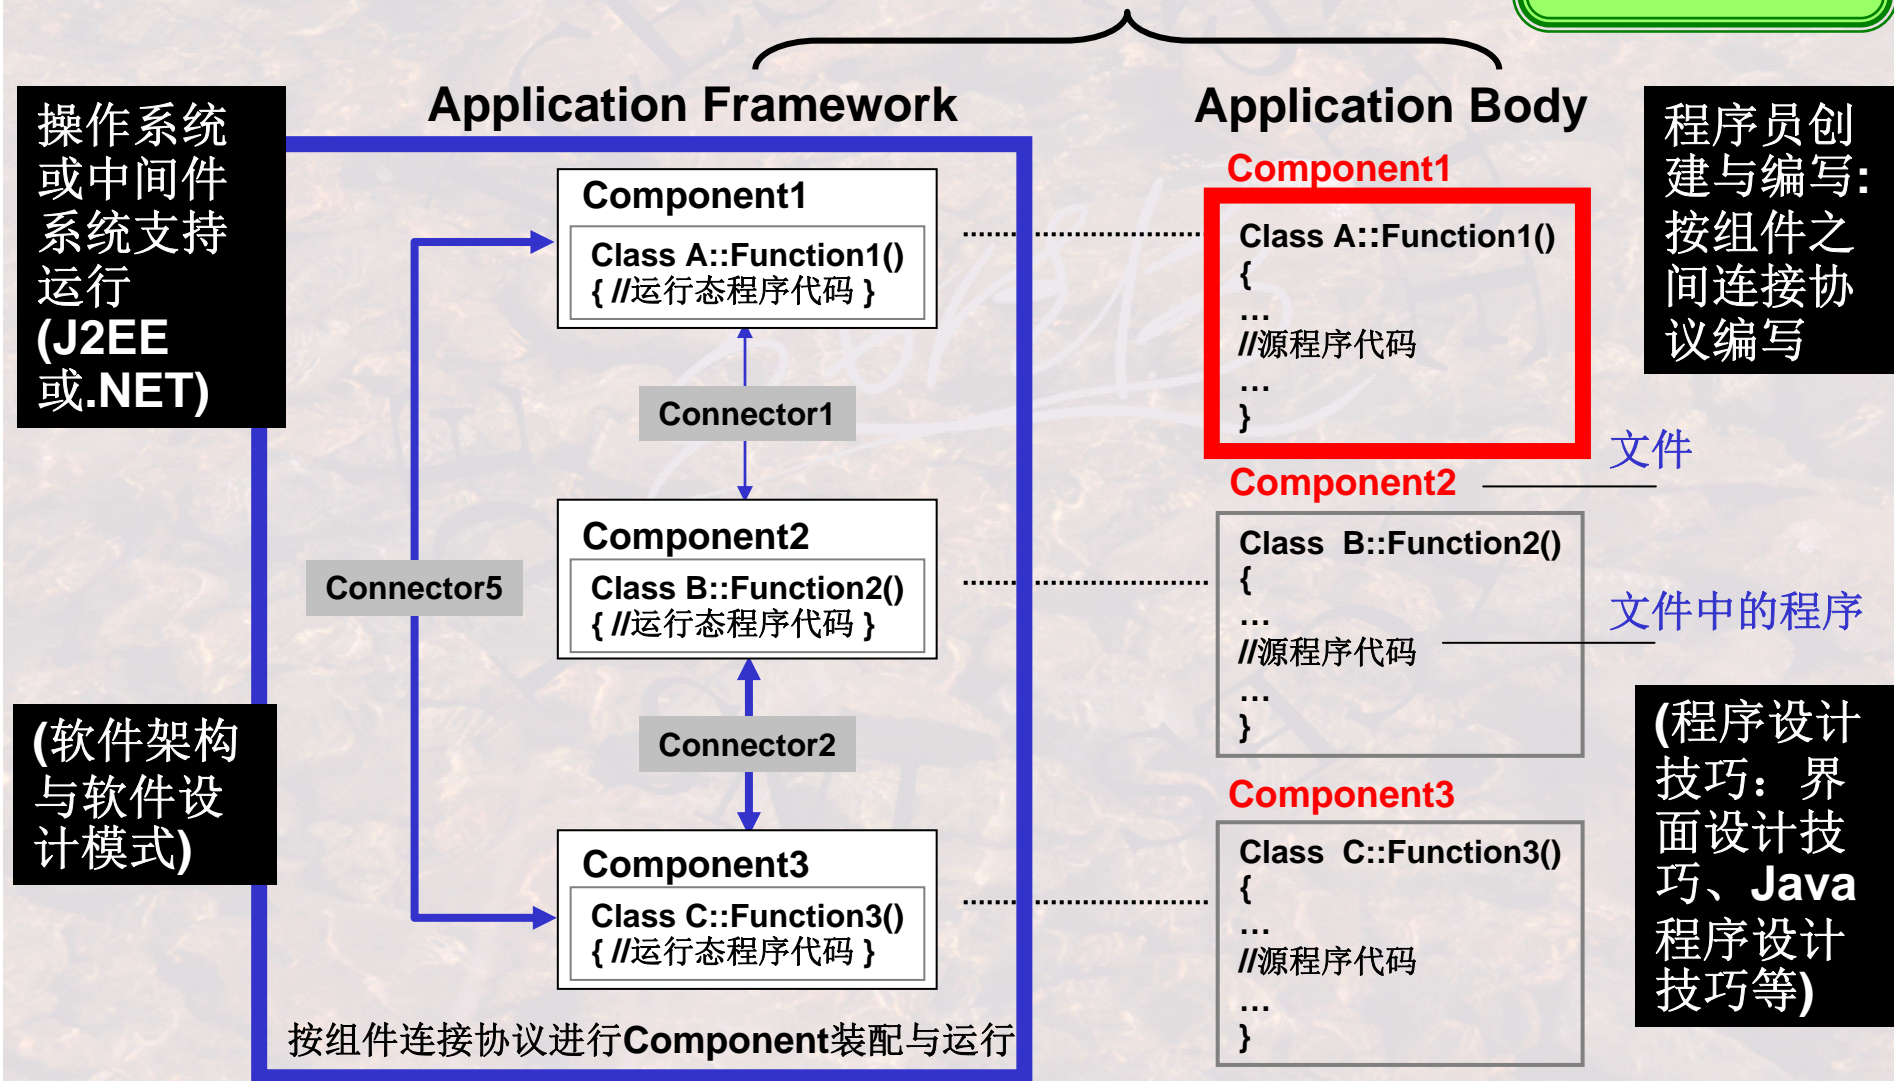 Application Framework
Application Body
操作系统
或中间件
系统支持
运行
(J2EE
或.NET)
(软件架构
与软件设
计模式)
Component1
Class A::Function1()
{ //运行态程序代码 }
Connector1
Component2
Class B::Function2()
{ //运行态程序代码 }
Connector5
Connector2
Component3
Class C::Function3()
{ //运行态程序代码 }
按组件连接协议进行Component装配与运行
Component1
Class A::Function1()
{
…
//源程序代码
…
}
Component2
Class  B::Function2()
{
…
//源程序代码
…
}
Component3
Class  C::Function3()
{
…
//源程序代码
…
}
程序员创
建与编写:
按组件之
间连接协
议编写
文件
文件中的程序
(程序设计
技巧：界
面设计技
巧、Java
程序设计
技巧等)